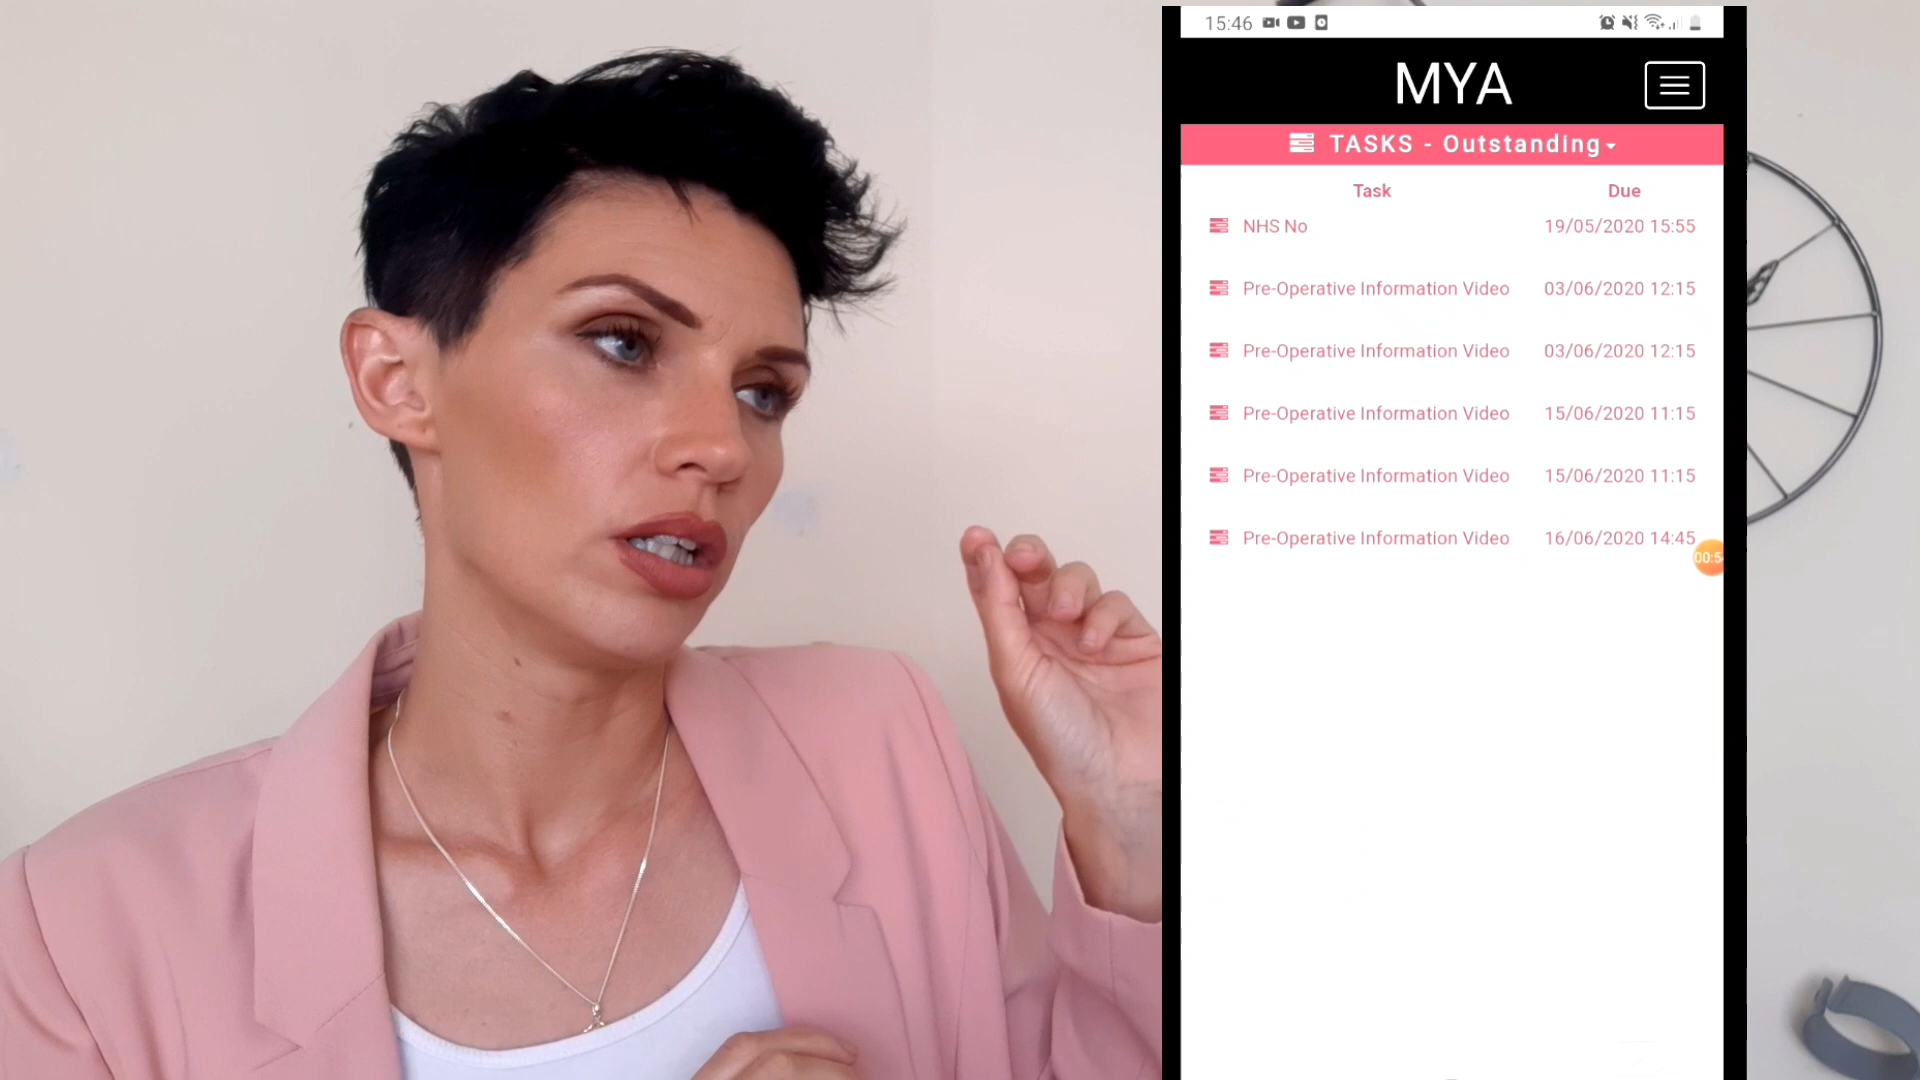 15:46
MYA
TASKS - Outstanding
Task Due
NHS No 19/05/2020 15:55
Pre-Operative Information Video 03/06/2020 12:15
Pre-Operative Information Video 03/06/2020 12:15
Pre-Operative Information Video 15/06/2020 11:15
Pre-Operative Information Video 15/06/2020 11:15
Pre-Operative Information Video 16/06/2020 14:45